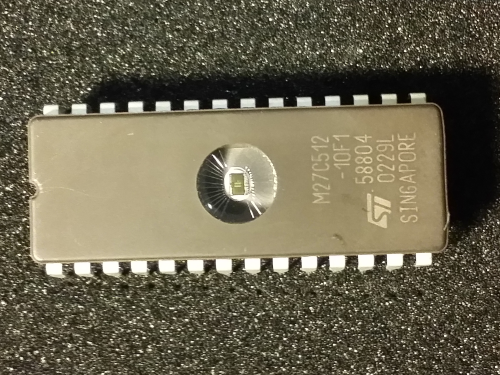 M27C512
-10F1
58804
ST 0229L
SINGAPORE